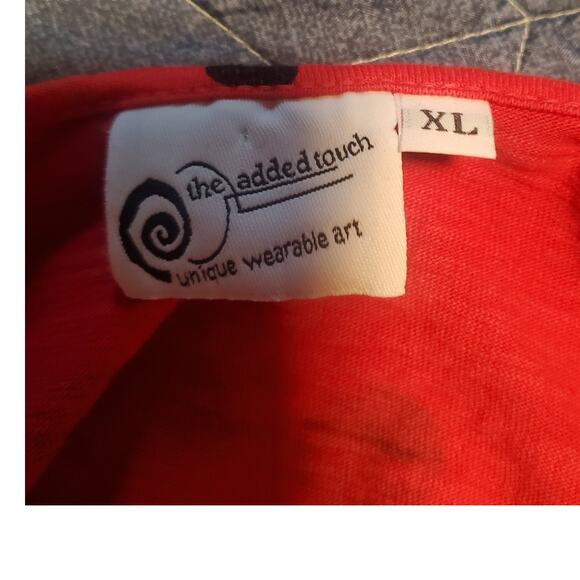 the added touch
XL
unique wearable art